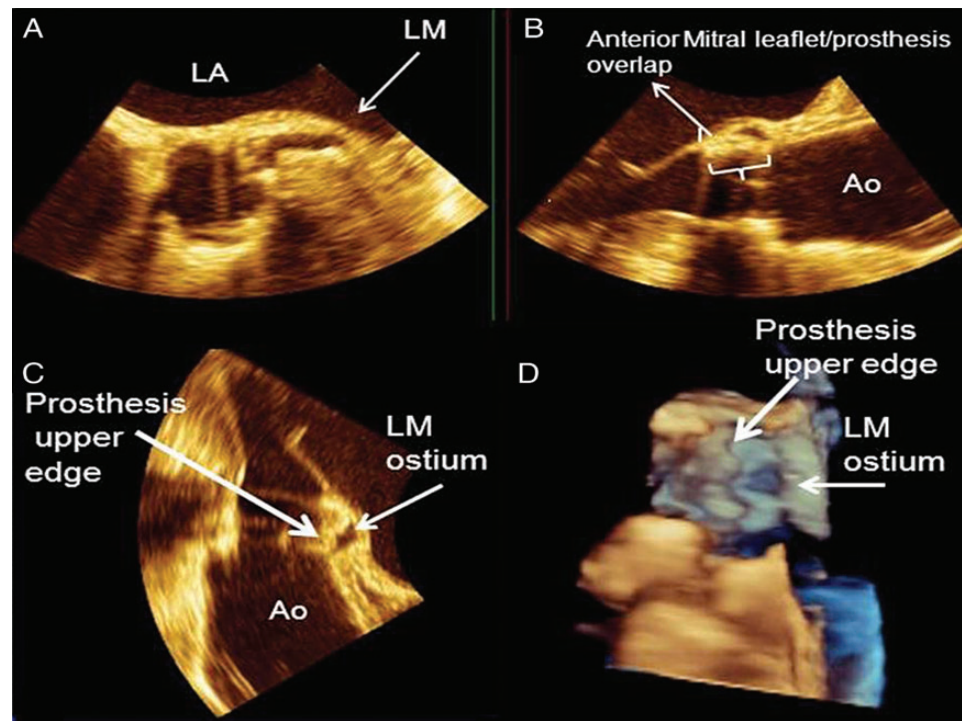 A
LA
LM
B
Anterior Mitral leaflet/prosthesis
overlap
Ao
C
Prosthesis
upper
edge
LM
ostium
Ao
D
Prosthesis
upper edge
LM
ostium